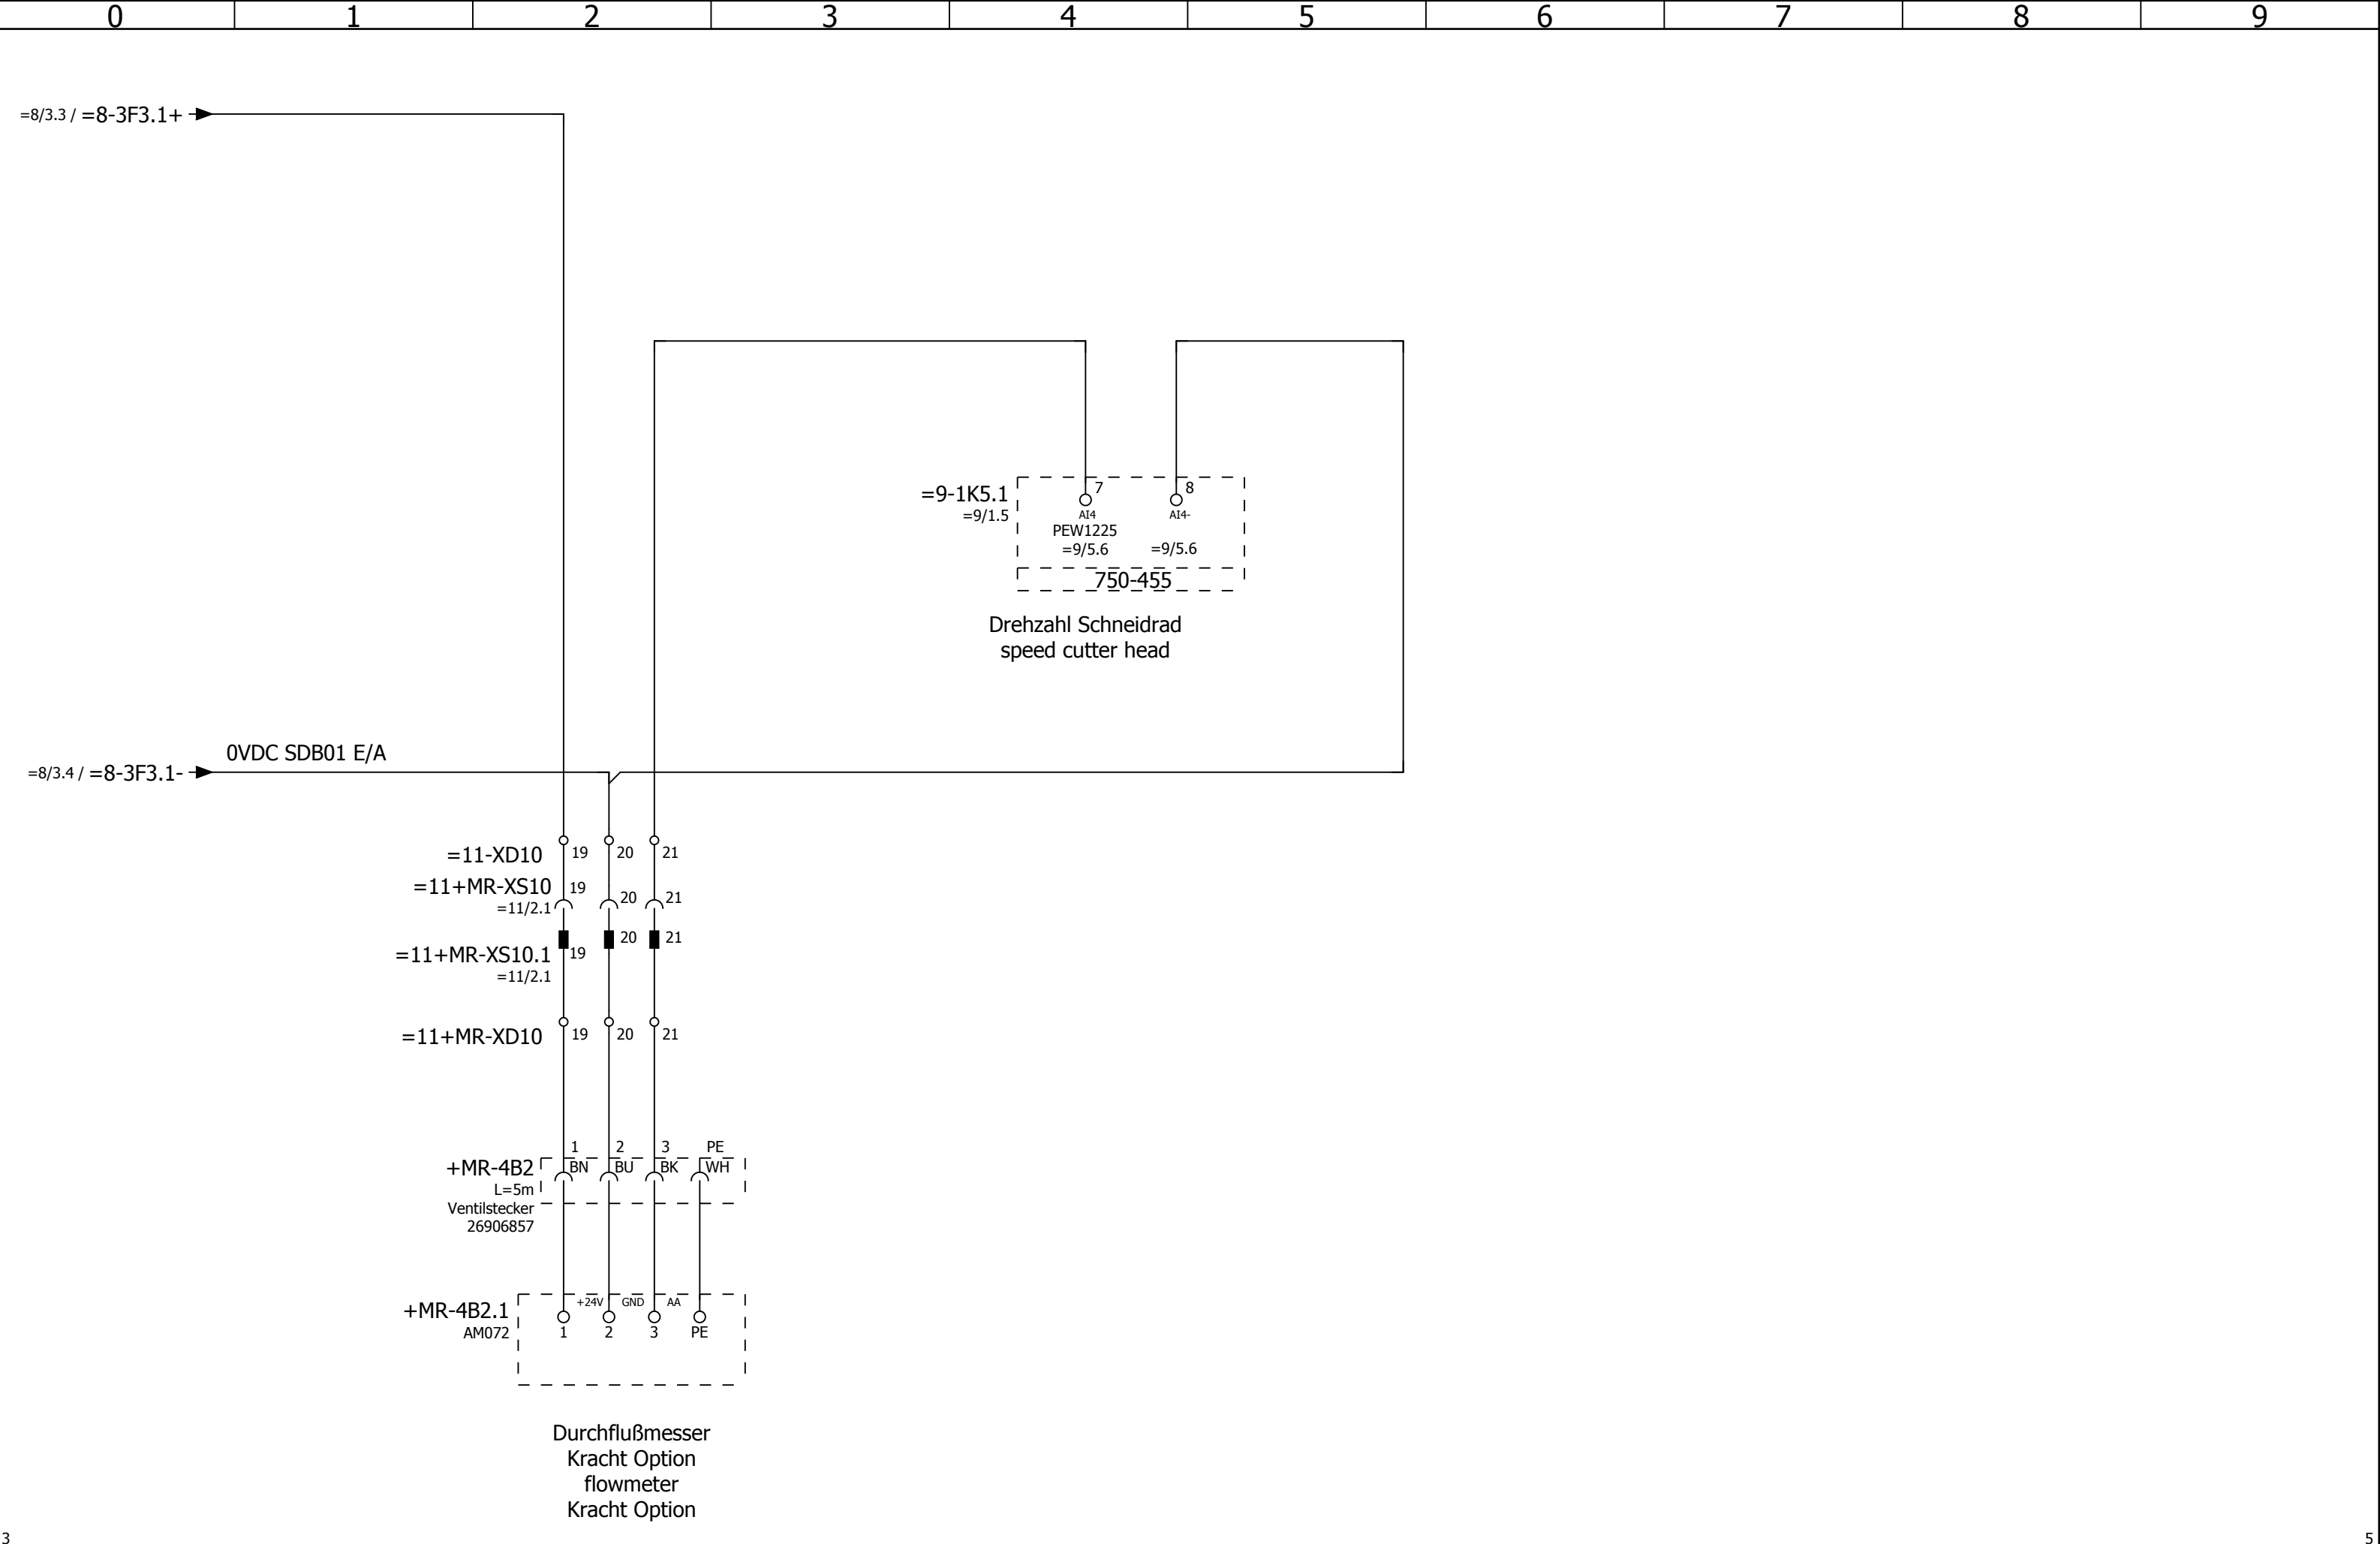 0 1 2 3 4 5 6 7 8 9
=8/3.3 / =8-3F3.1+
=9-1K5.1
=9/1.5
7 8
AI4 AI4-
PEW1225
=9/5.6 =9/5.6
750-455
Drehzahl Schneidrad
speed cutter head
0VDC SDB01 E/A
=8/3.4 / =8-3F3.1-
=11-XD10 19 20 21
=11+MR-XS10 19 20 21
=11/2.1
=11+MR-XS10.1 19 20 21
=11/2.1
=11+MR-XD10 19 20 21
1 2 3 PE
+MR-4B2 BN BU BK WH
L=5m
Ventilstecker
26906857
+24V GND AA
+MR-4B2.1
AM072 1 2 3 PE
Durchflußmesser
Kracht Option
flowmeter
Kracht Option
3 5